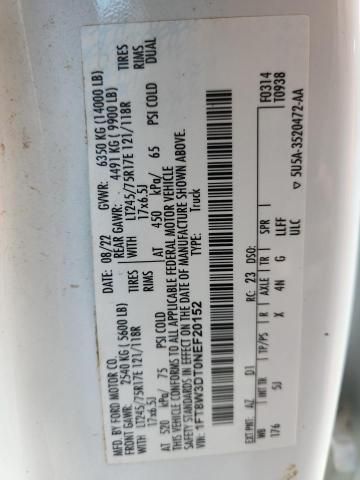 MFD. BY FORD MOTOR CO.
DATE: 08/22 GVWR: 6350 KG (14000 LB)
FRONT GAWR: 2540 KG (5600 LB) REAR GAWR: 4491 KG (9900 LB)
WITH LT245/75R17E 121/118R TIRES WITH LT245/75R17E 121/118R TIRES
17x6.5J RIMS 17x6.5J RIMS
AT 520 kPa/ 75 PSI COLD AT 450 kPa/ 65 PSI COLD DUAL
THIS VEHICLE CONFORMS TO ALL APPLICABLE FEDERAL MOTOR VEHICLE
SAFETY STANDARDS IN EFFECT ON THE DATE OF MANUFACTURE SHOWN ABOVE.
VIN: 1FT8W3DT0NEF20152 TYPE: Truck
F0314
T0938
EXT PNT: AZ D1 RC: 23 DSO:
WB INT TR TP/PS R AXLE TR SPR
176 5J X 4N G LLFF
ULC 5U5A-3520472-AA